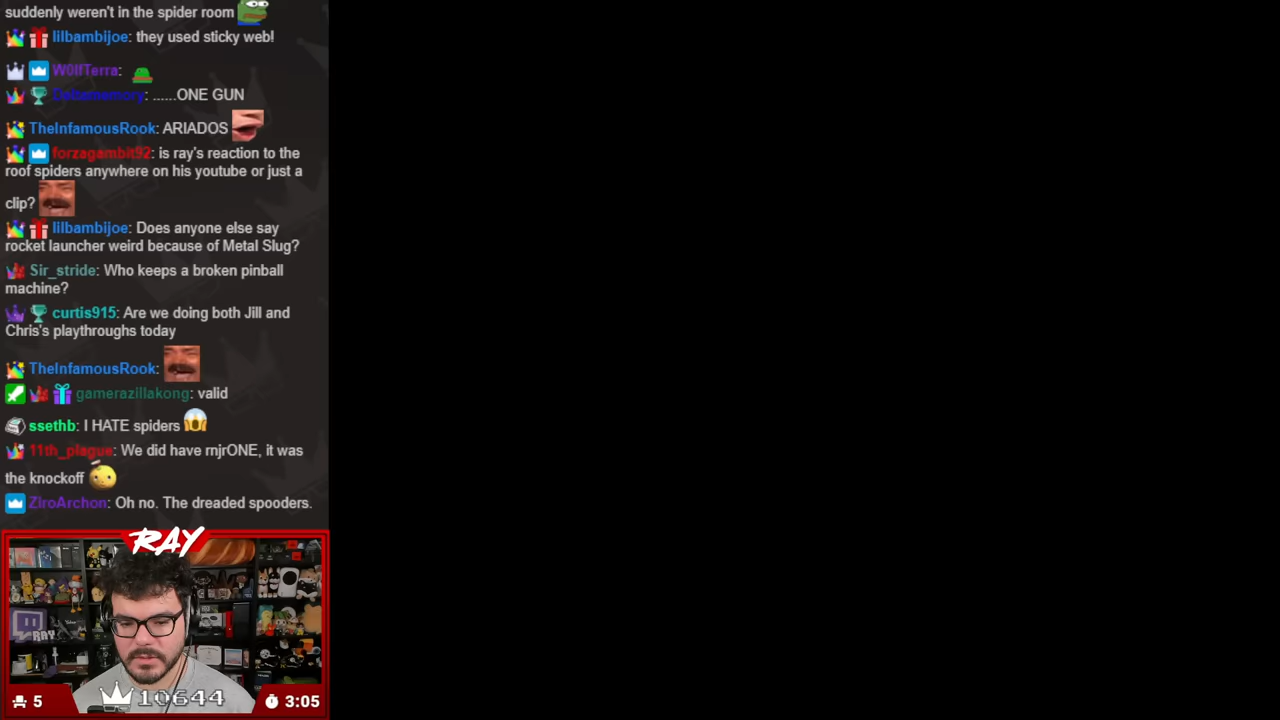 suddenly weren't in the spider room
lilbambijoe: they used sticky web!
W0lfTerra:
Deltamemory: ......ONE GUN
TheInfamousRook: ARIADOS
forzagambit92: is ray's reaction to the
roof spiders anywhere on his youtube or just a
clip?
lilbambijoe: Does anyone else say
rocket launcher weird because of Metal Slug?
Sir_stride: Who keeps a broken pinball
machine?
curtis915: Are we doing both Jill and
Chris's playthroughs today
TheInfamousRook:
gamerazillakong: valid
ssethb: I HATE spiders
11th_plague: We did have rnjrONE, it was
the knockoff
ZiroArchon: Oh no. The dreaded spooders.
RAY
RAY
5
10644
3:05